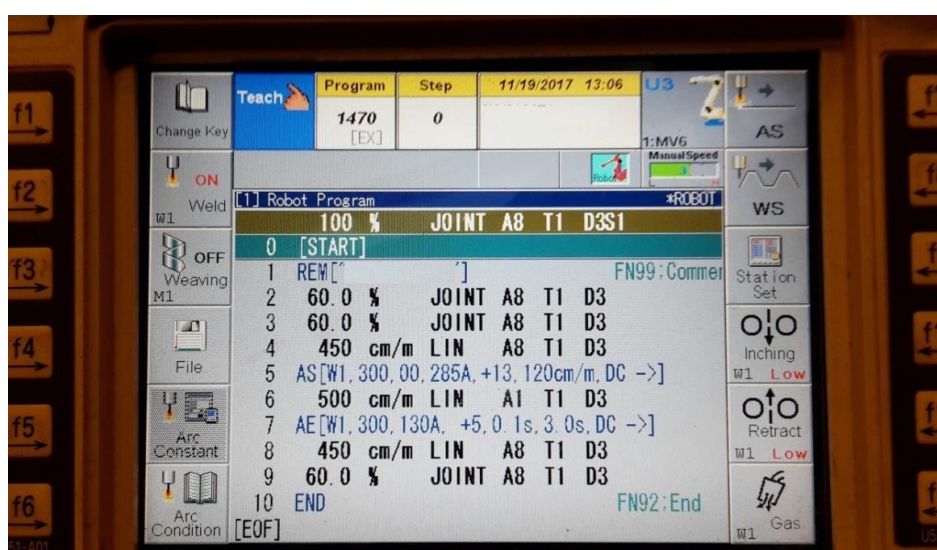 f1
f2
f3
f4
f5
f6
Change Key
ON
Weld
W1
OFF
Weaving
M1
File
Arc
Constant
Arc
Condition
Teach
Program
1470
[EX]
Step
0
11/19/2017 13:06
U3
1:MV6
Robot
Manual Speed
3
[1] Robot Program *ROBOT
100 % JOINT A8 T1 D3S1
0 [START]
1 REM[" "] FN99;Commer
2 60.0 % JOINT A8 T1 D3
3 60.0 % JOINT A8 T1 D3
4 450 cm/m LIN A8 T1 D3
5 AS[W1,300,00,285A,+13,120cm/m,DC ->]
6 500 cm/m LIN A1 T1 D3
7 AE[W1,300,130A, +5,0.1s,3.0s,DC ->]
8 450 cm/m LIN A8 T1 D3
9 60.0 % JOINT A8 T1 D3
10 END FN92;End
[EOF]
AS
WS
Station
Set
Inching
W1 Low
Retract
W1 Low
Gas
W1